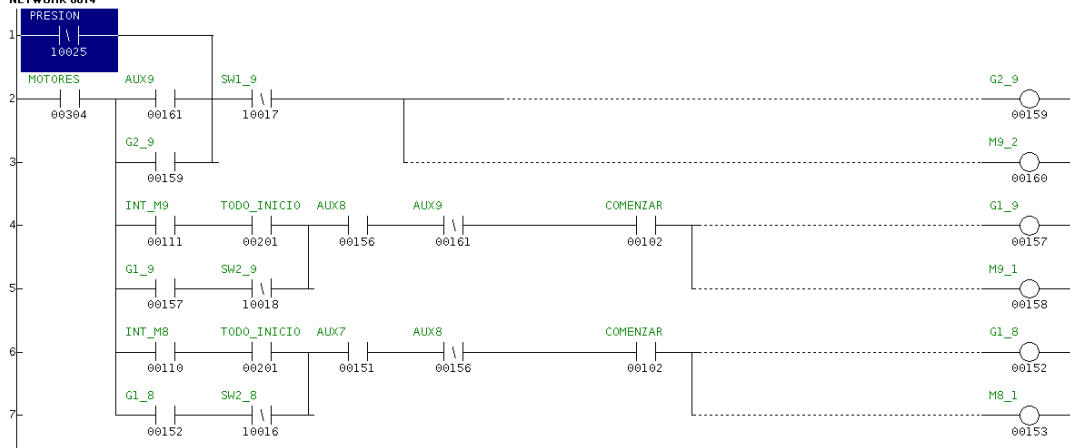 NETWORK 0014
PRESION
1
10025
MOTORES AUX9 SW1_9 G2_9
2
00304 00161 10017 00159
G2_9 M9_2
3
00159 00160
INT_M9 TODO_INICIO AUX8 AUX9 COMENZAR G1_9
4
00111 00201 00156 00161 00102 00157
G1_9 SW2_9 M9_1
5
00157 10018 00158
INT_M8 TODO_INICIO AUX7 AUX8 COMENZAR G1_8
6
00110 00201 00151 00156 00102 00152
G1_8 SW2_8 M8_1
7
00152 10016 00153